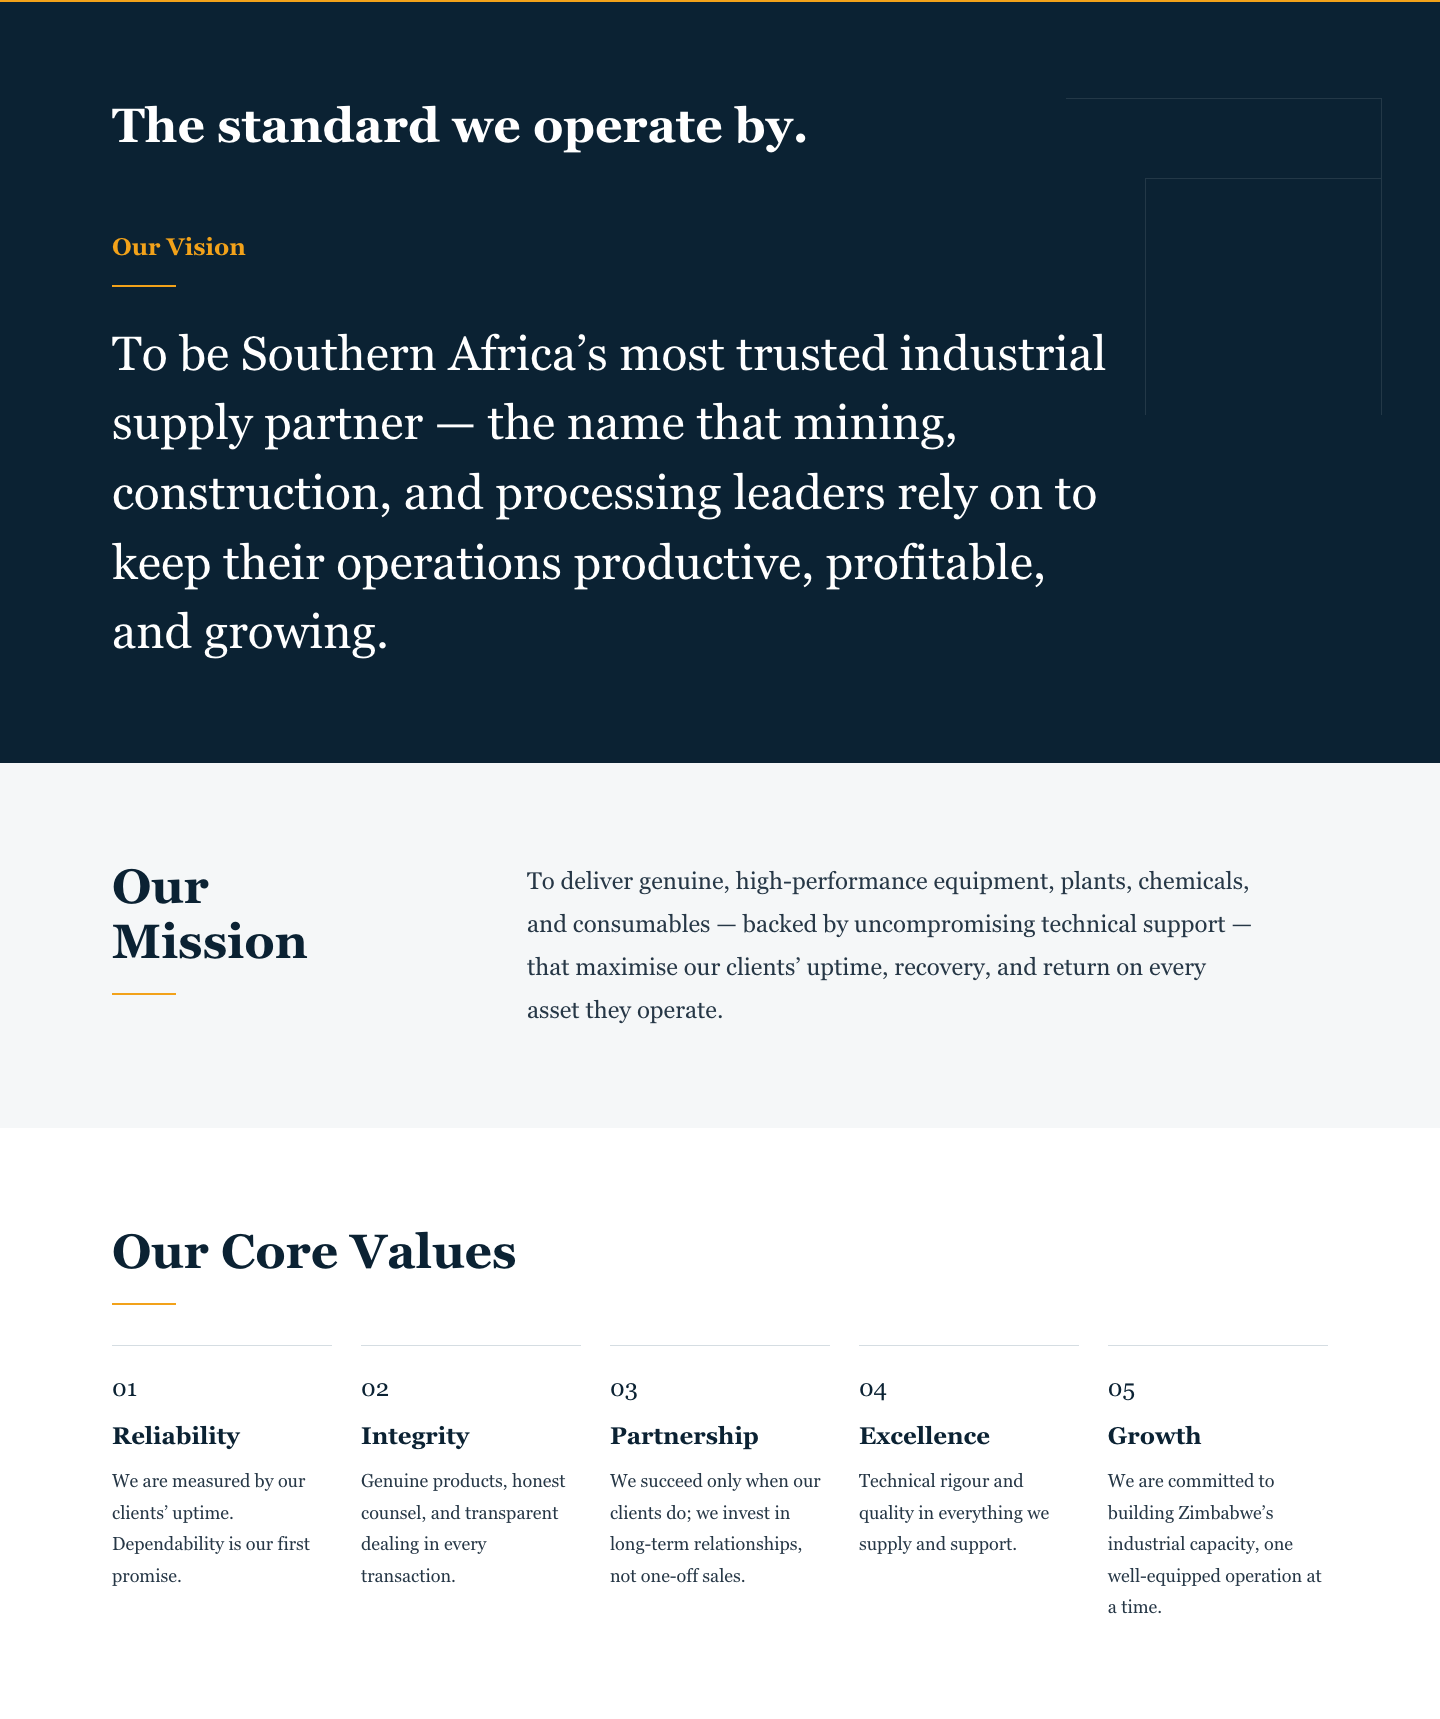 The standard we operate by.
Our Vision
To be Southern Africa’s most trusted industrial
supply partner — the name that mining,
construction, and processing leaders rely on to
keep their operations productive, profitable,
and growing.
Our
Mission
To deliver genuine, high-performance equipment, plants, chemicals,
and consumables — backed by uncompromising technical support —
that maximise our clients’ uptime, recovery, and return on every
asset they operate.
Our Core Values
01
Reliability
We are measured by our
clients’ uptime.
Dependability is our first
promise.
02
Integrity
Genuine products, honest
counsel, and transparent
dealing in every
transaction.
03
Partnership
We succeed only when our
clients do; we invest in
long-term relationships,
not one-off sales.
04
Excellence
Technical rigour and
quality in everything we
supply and support.
05
Growth
We are committed to
building Zimbabwe’s
industrial capacity, one
well-equipped operation at
a time.